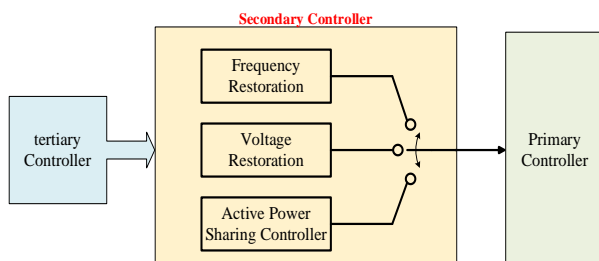 Secondary Controller
Frequency
Restoration
tertiary
Controller
Voltage
Restoration
Primary
Controller
Active Power
Sharing Controller